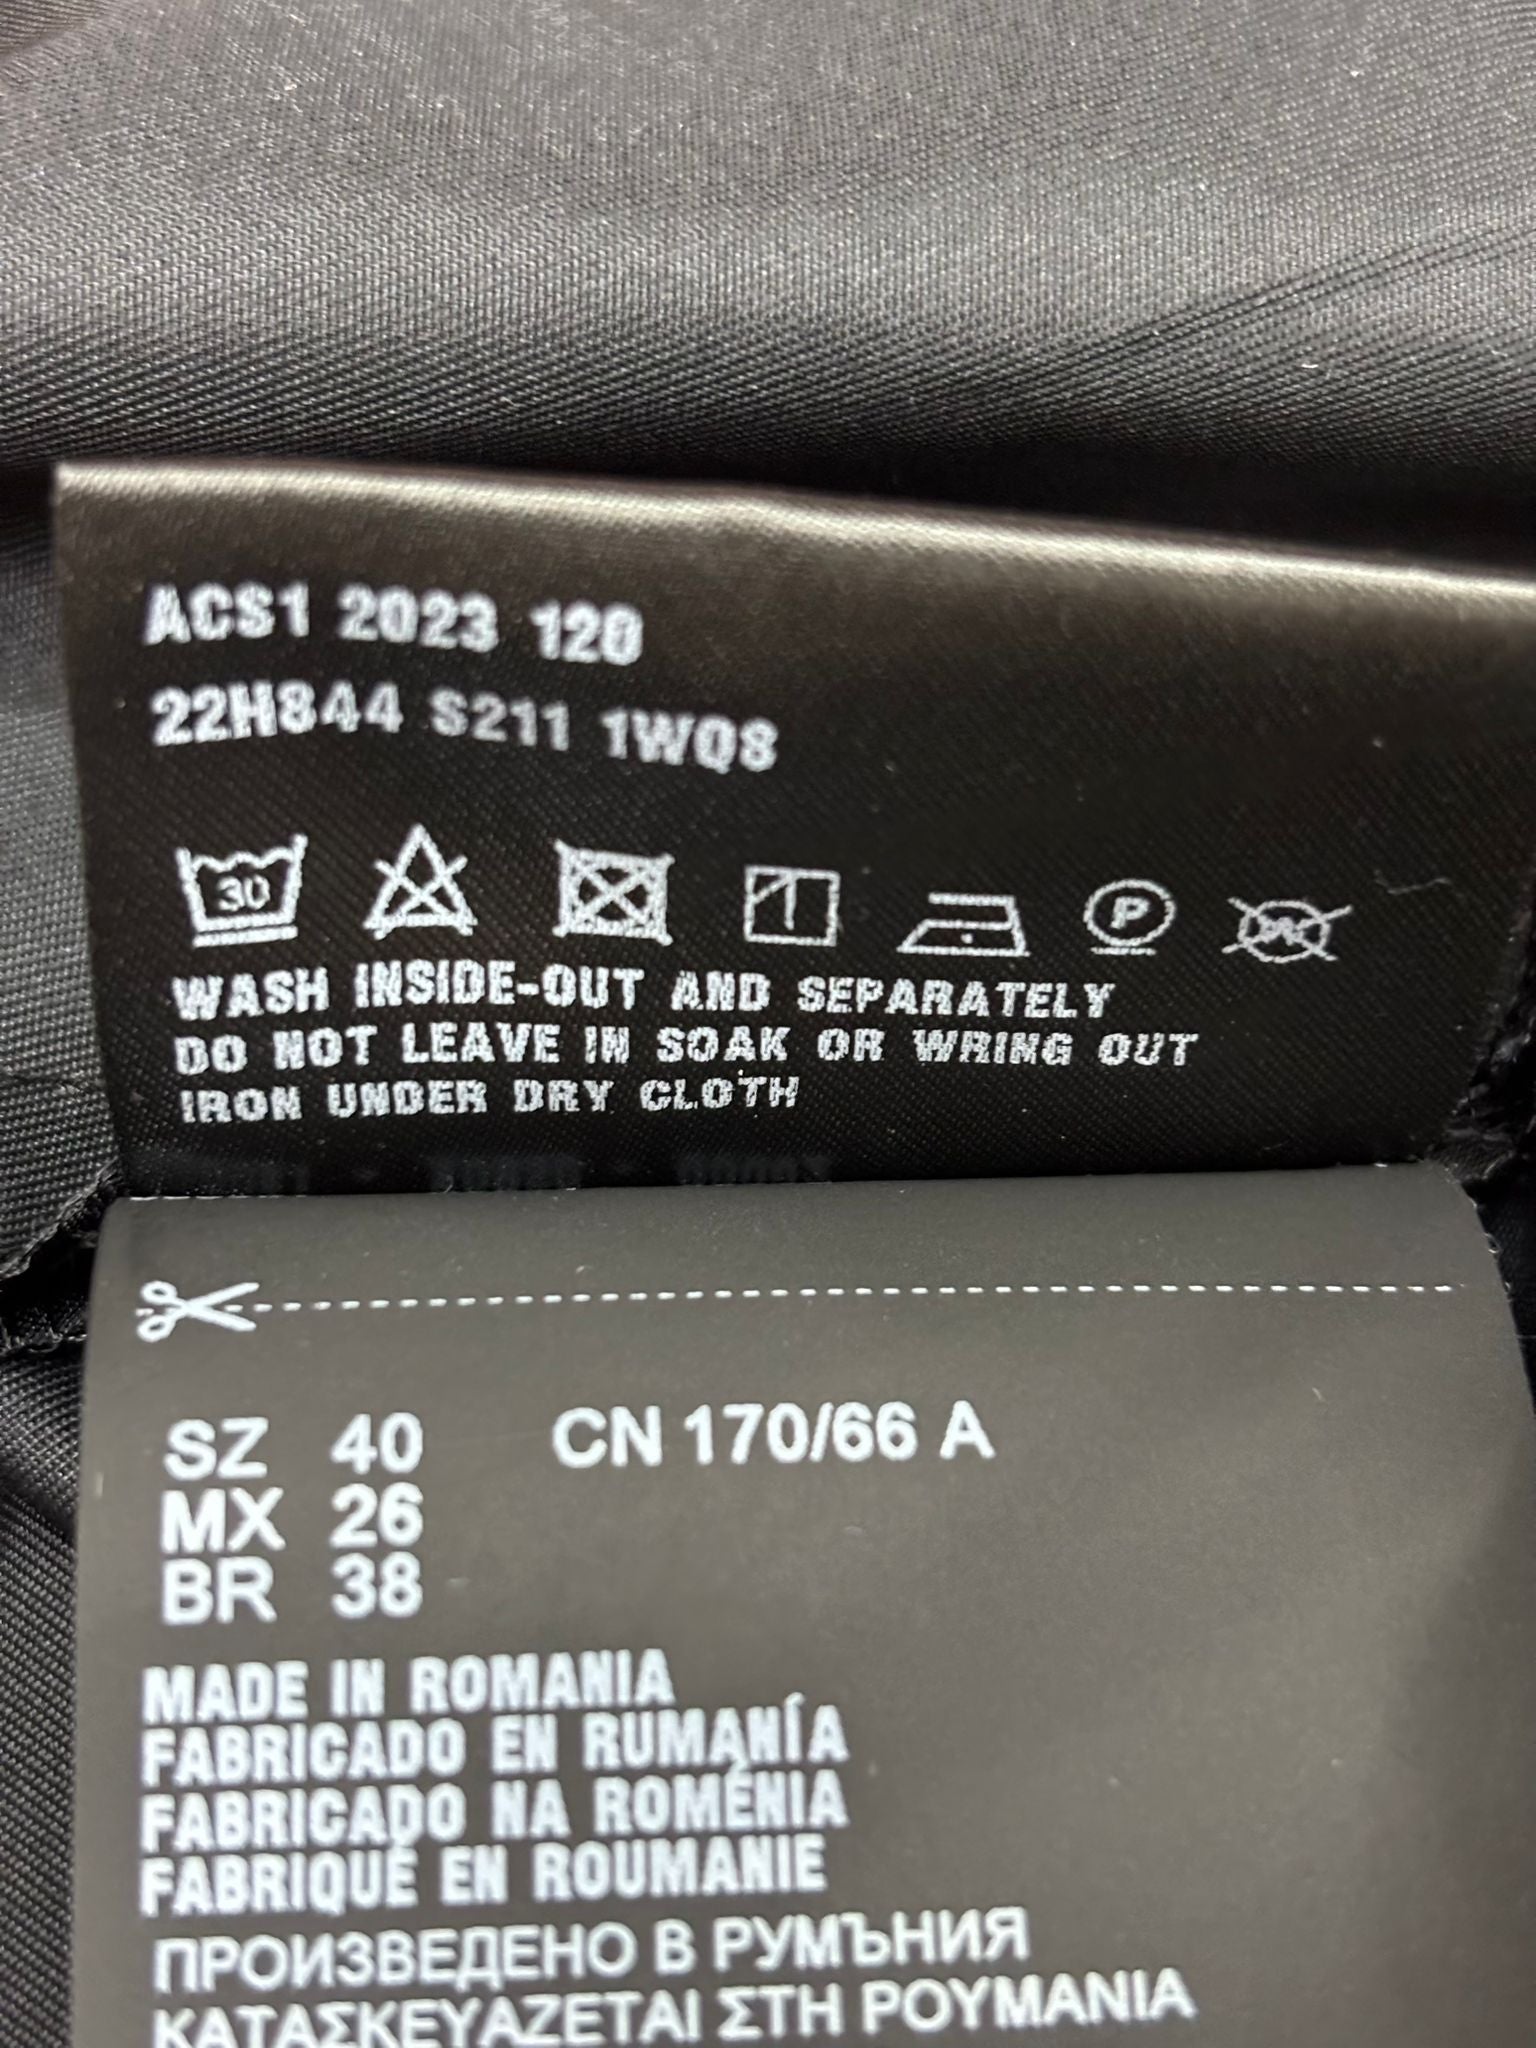 ACS1 2023 120
22H844 S211 1WQ8
30 P W
WASH INSIDE-OUT AND SEPARATELY
DO NOT LEAVE IN SOAK OR WRING OUT
IRON UNDER DRY CLOTH
SZ 40 CN 170/66 A
MX 26
BR 38
MADE IN ROMANIA
FABRICADO EN RUMANÍA
FABRICADO NA ROMÉNIA
FABRIQUÉ EN ROUMANIE
ПРОИЗВЕДЕНО В РУМЪНИЯ
ΚΑΤΑΣΚΕΥΑΖΕΤΑΙ ΣΤΗ ΡΟΥΜΑΝΙΑ